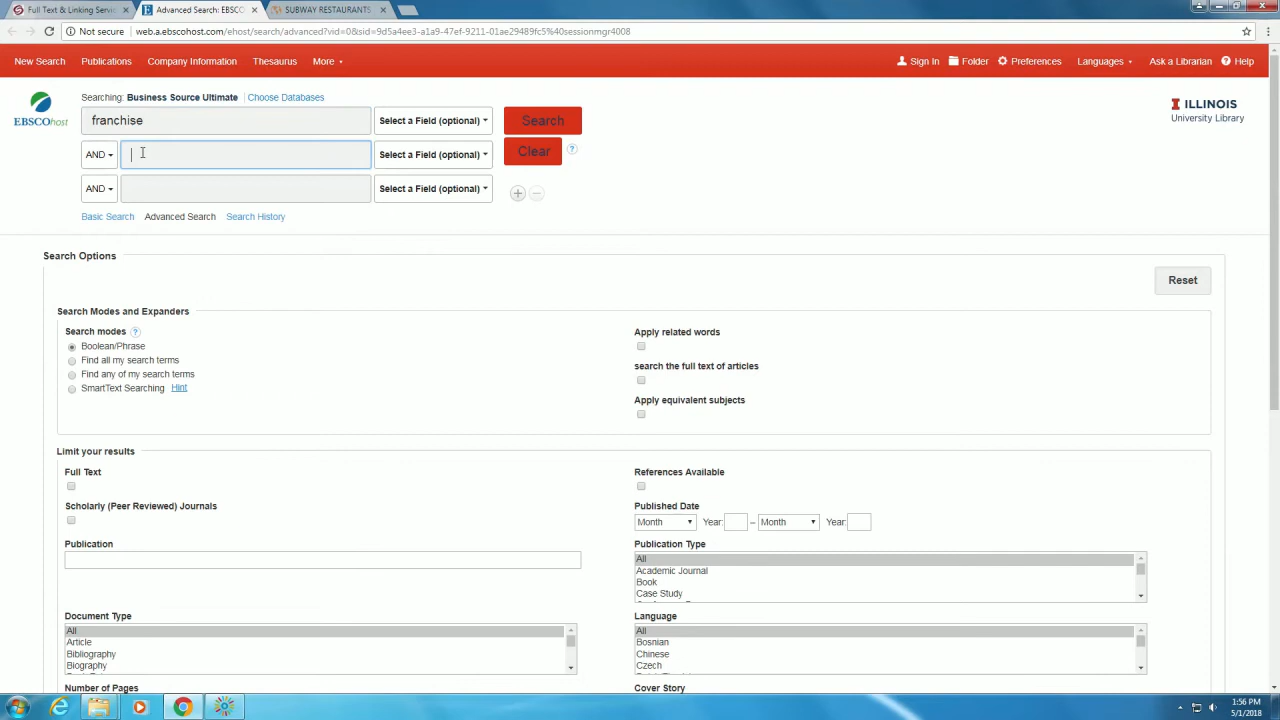 Full Text & Linking Servic
Advanced Search: EBSCO
SUBWAY RESTAURANTS
Not secure web.a.ebscohost.com/ehost/search/advanced?vid=0&sid=9d5a4ee3-a1a9-47ef-9211-01ae29489fc5%40sessionmgr4008
New Search Publications Company Information Thesaurus More Sign In Folder Preferences Languages Ask a Librarian Help
Searching: Business Source Ultimate Choose Databases
EBSCOhost
franchise Select a Field (optional) Search
AND Select a Field (optional) Clear ?
AND Select a Field (optional)
Basic Search Advanced Search Search History
ILLINOIS
University Library
Search Options
Reset
Search Modes and Expanders
Search modes ?
Boolean/Phrase
Find all my search terms
Find any of my search terms
SmartText Searching Hint
Apply related words
search the full text of articles
Apply equivalent subjects
Limit your results
Full Text
References Available
Scholarly (Peer Reviewed) Journals
Published Date
Month Year: – Month Year:
Publication
Publication Type
All
Academic Journal
Book
Case Study
Document Type
All
Article
Bibliography
Biography
Language
All
Bosnian
Chinese
Czech
Number of Pages
Cover Story
1:56 PM
5/1/2018